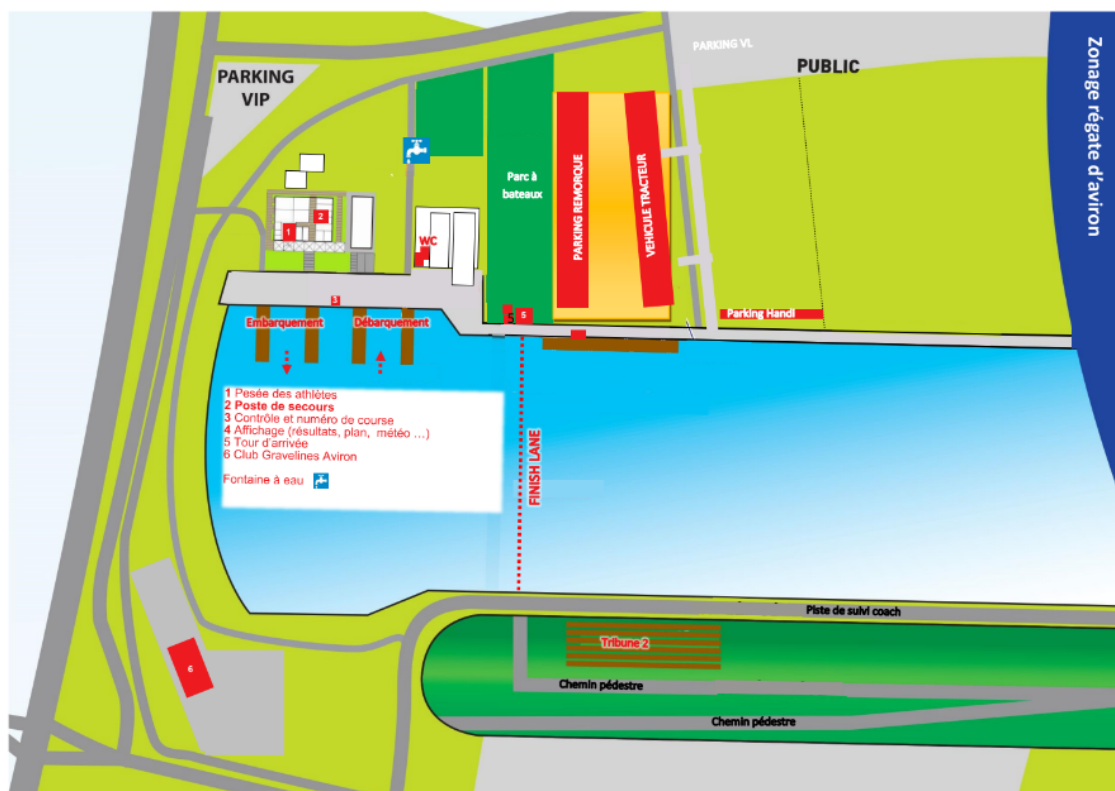 PARKING
VIP
PARKING VL
PUBLIC
Zonage régate d'aviron
Parc à
bateaux
PARKING REMORQUE
VEHICULE TRACTEUR
2
1
WC
3
5
5
Parking Handi
Embarquement
Débarquement
1 Pesée des athlètes
2 Poste de secours
3 Contrôle et numéro de course
4 Affichage (résultats, plan, météo ...)
5 Tour d'arrivée
6 Club Gravelines Aviron
Fontaine à eau
FINISH LANE
Piste de suivi coach
Tribune 2
6
Chemin pédestre
Chemin pédestre